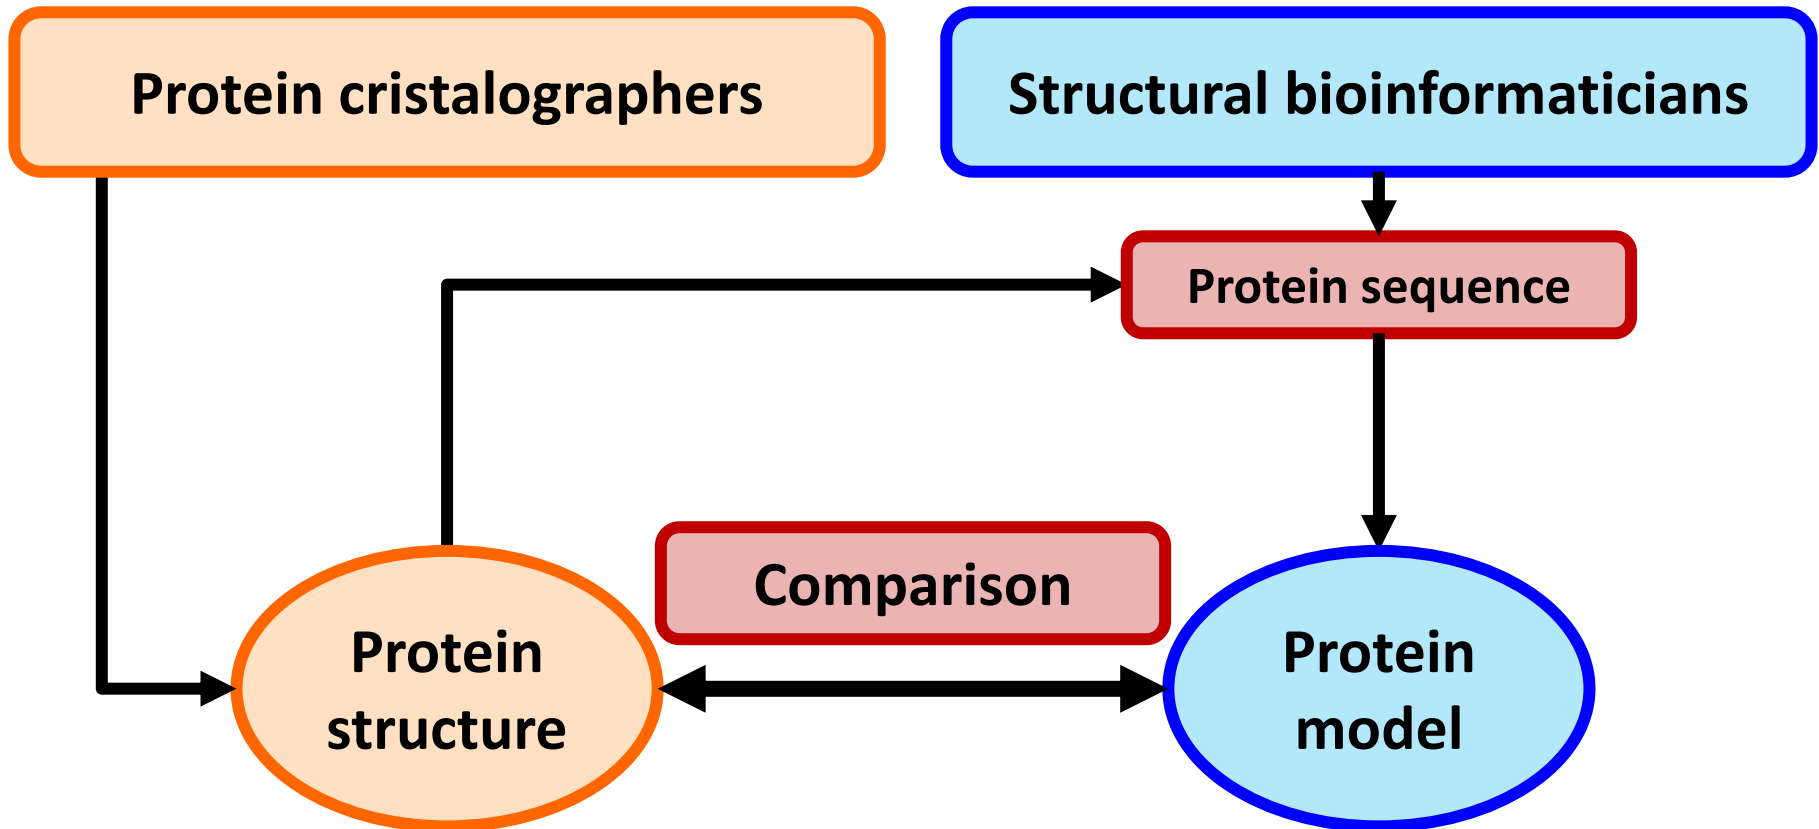 Protein cristalographers
Structural bioinformaticians
Protein sequence
Comparison
Protein
structure
Protein
model